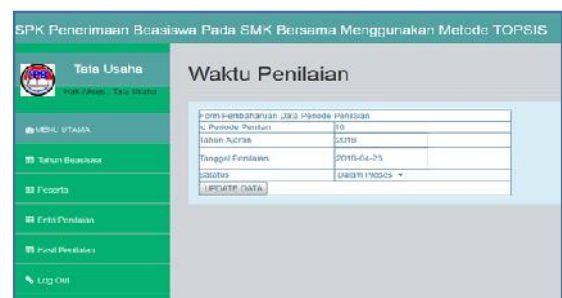 SPK Penerimaan Beasiswa Pada SMK Bersama Menggunakan Metode TOPSIS
Tata Usaha
Hak Akses : Tata Usaha
MENU UTAMA
Tahun Beasiswa
Peserta
Entri Penilaian
Hasil Penilaian
Log Out
Waktu Penilaian
Form Pembaharuan Data Periode Penilaian
Periode Penilaian 10
Tahun Ajaran 2018
Tanggal Penilaian 2018-04-23
Dalam Proses
UPDATE DATA